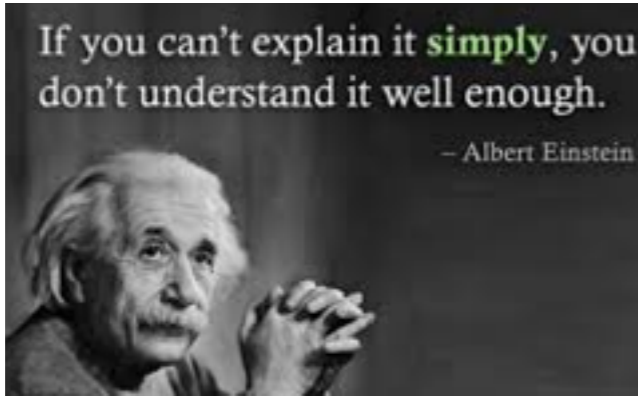 If you can't explain it simply, you
don't understand it well enough.
– Albert Einstein